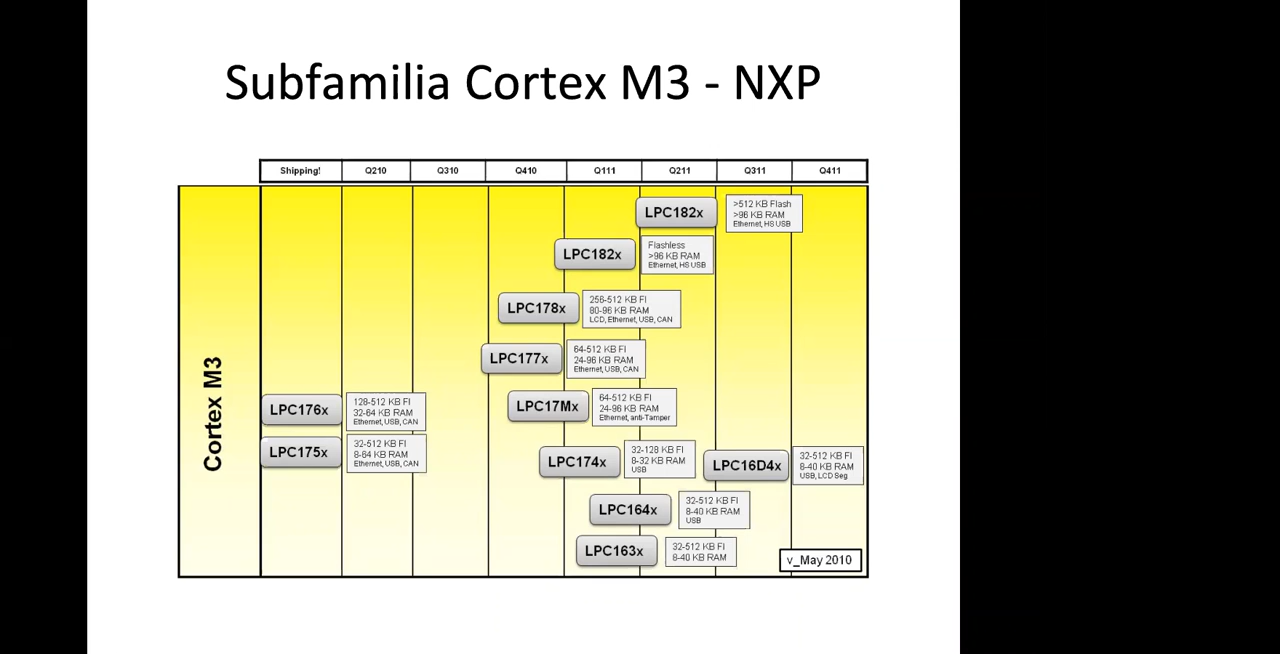 Subfamilia Cortex M3 - NXP
Shipping!
Q210
Q310
Q410
Q111
Q211
Q311
Q411
Cortex M3
LPC182x
>512 KB Flash
>96 KB RAM
Ethernet, HS USB
LPC182x
Flashless
>96 KB RAM
Ethernet, HS USB
LPC178x
256-512 KB Fl
80-96 KB RAM
LCD, Ethernet, USB, CAN
LPC177x
64-512 KB Fl
24-96 KB RAM
Ethernet, USB, CAN
LPC176x
128-512 KB Fl
32-64 KB RAM
Ethernet, USB, CAN
LPC17Mx
64-512 KB Fl
24-96 KB RAM
Ethernet, anti-Tamper
LPC175x
32-512 KB Fl
8-64 KB RAM
Ethernet, USB, CAN
LPC174x
32-128 KB Fl
8-32 KB RAM
USB
LPC16D4x
32-512 KB Fl
8-40 KB RAM
USB, LCD Seg
LPC164x
32-512 KB Fl
8-40 KB RAM
USB
LPC163x
32-512 KB Fl
8-40 KB RAM
v_May 2010